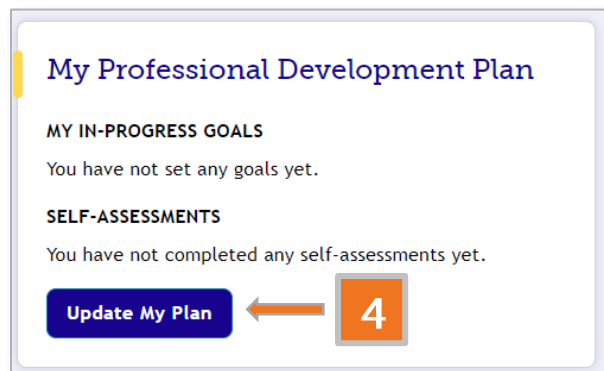 My Professional Development Plan
MY IN-PROGRESS GOALS
You have not set any goals yet.
SELF-ASSESSMENTS
You have not completed any self-assessments yet.
Update My Plan
4